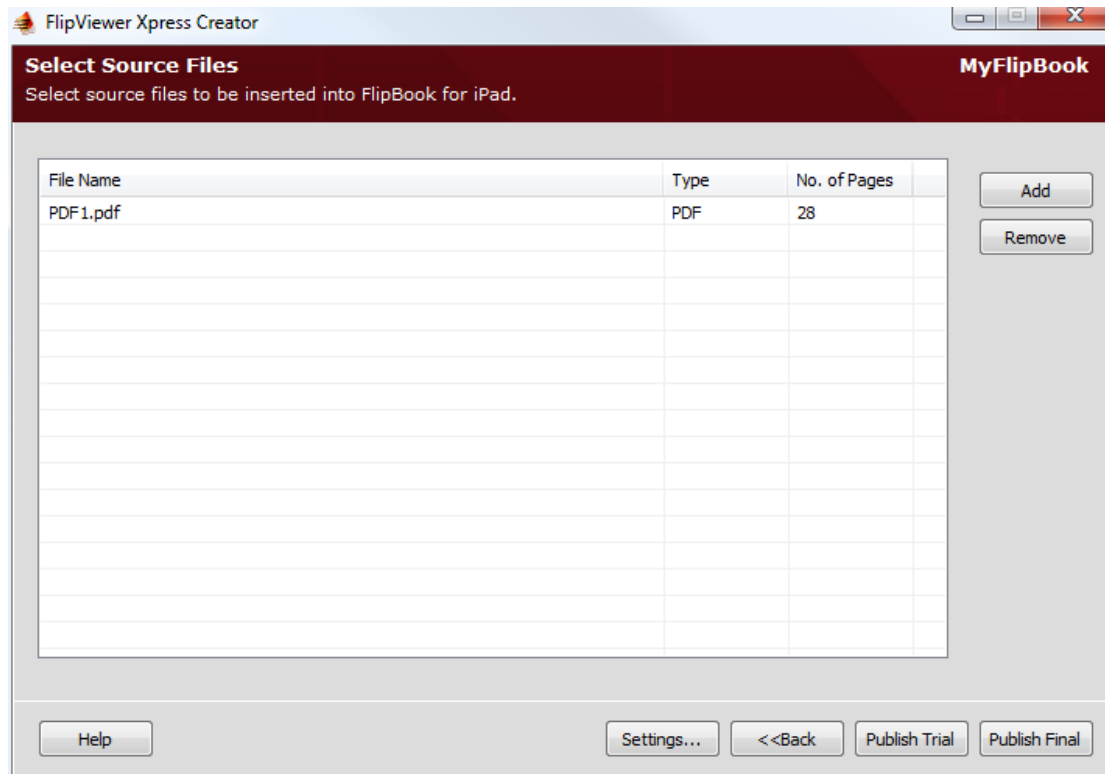 FlipViewer Xpress Creator
Select Source Files
MyFlipBook
Select source files to be inserted into FlipBook for iPad.
File Name Type No. of Pages
PDF1.pdf PDF 28
Add
Remove
Help Settings... <<Back Publish Trial Publish Final